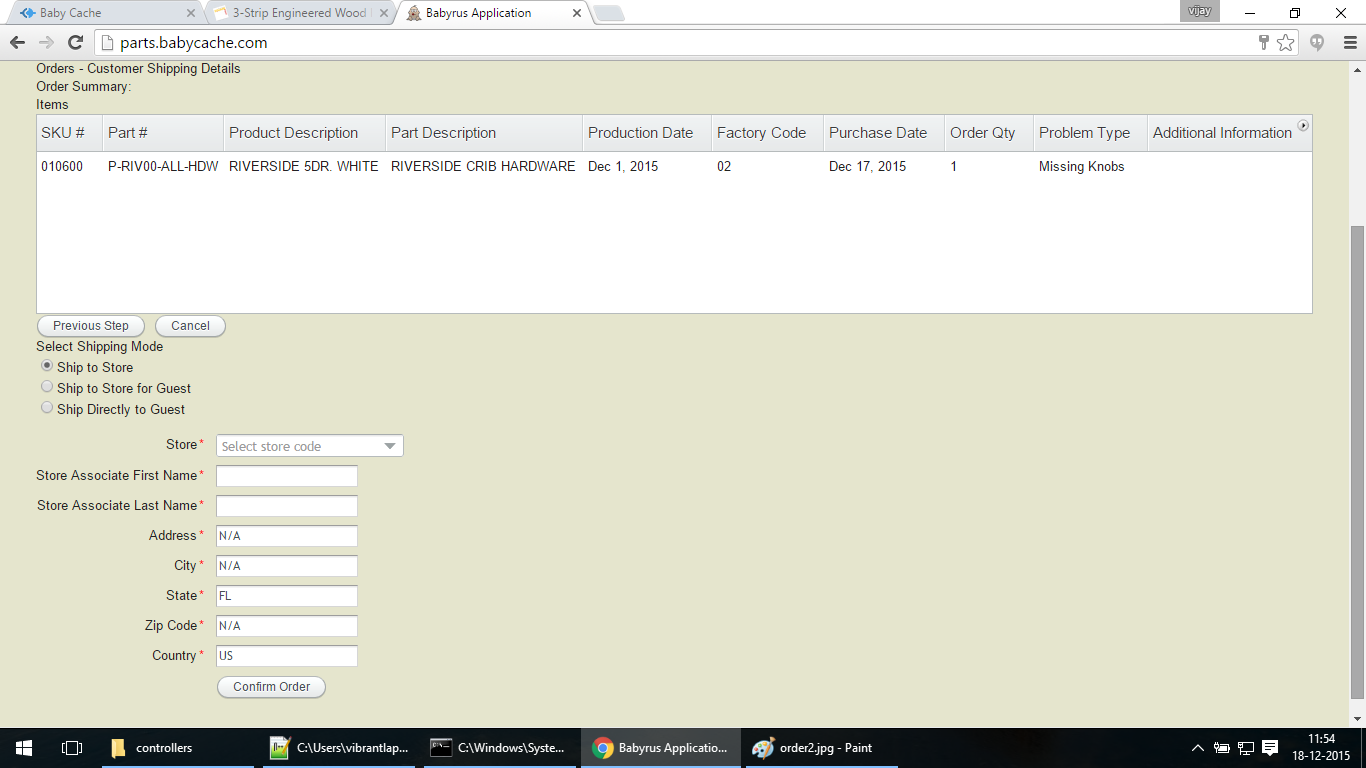 Baby Cache
3-Strip Engineered Wood
Babyrus Application
vijay
parts.babycache.com
Orders - Customer Shipping Details
Order Summary:
Items
SKU # Part # Product Description Part Description Production Date Factory Code Purchase Date Order Qty Problem Type Additional Information
010600 P-RIV00-ALL-HDW RIVERSIDE 5DR. WHITE RIVERSIDE CRIB HARDWARE Dec 1, 2015 02 Dec 17, 2015 1 Missing Knobs
Previous Step Cancel
Select Shipping Mode
Ship to Store
Ship to Store for Guest
Ship Directly to Guest
Store* Select store code
Store Associate First Name*
Store Associate Last Name*
Address* N/A
City* N/A
State* FL
Zip Code* N/A
Country* US
Confirm Order
controllers C:\Users\vibrantlap... C:\Windows\Syste... Babyrus Applicatio... order2.jpg - Paint
11:54
18-12-2015